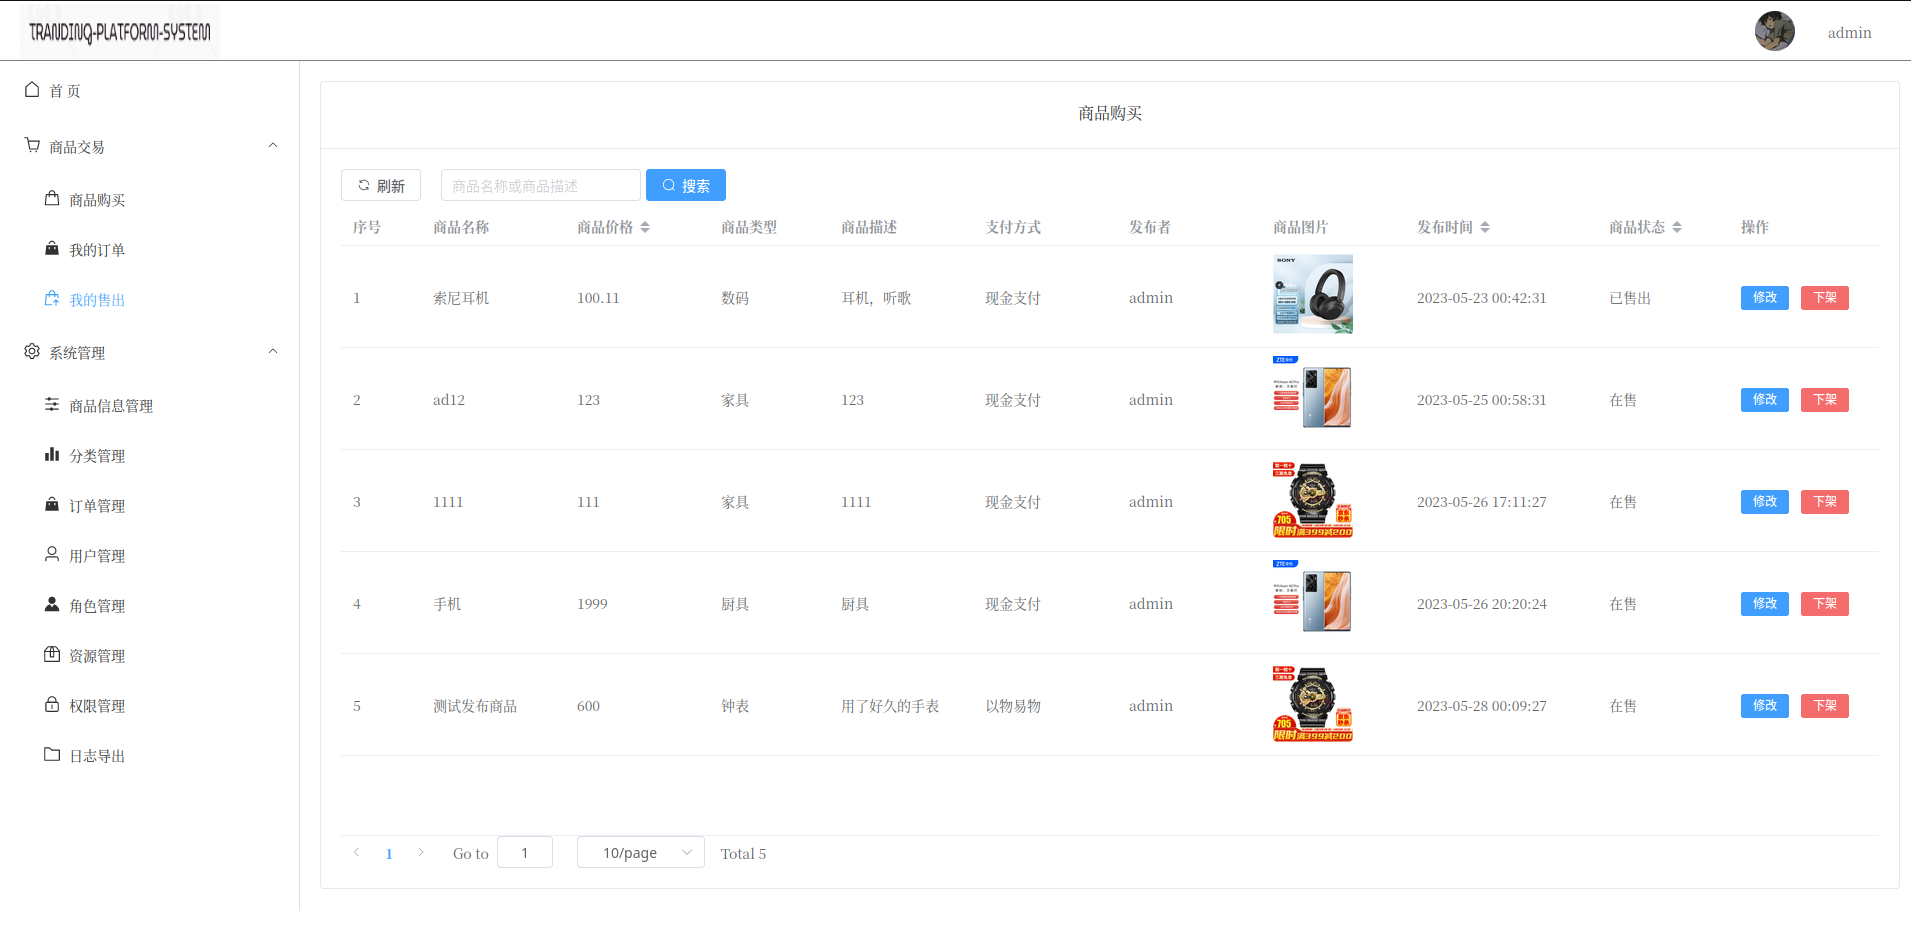 TRANDINQ-PLATFORM-SYSTEM
admin
首 页
商品交易
商品购买
我的订单
我的售出
系统管理
商品信息管理
分类管理
订单管理
用户管理
角色管理
资源管理
权限管理
日志导出
商品购买
刷新 商品名称或商品描述 搜索
序号 商品名称 商品价格 商品类型 商品描述 支付方式 发布者 商品图片 发布时间 商品状态 操作
SONY
1 索尼耳机 100.11 数码 耳机，听歌 现金支付 admin 2023-05-23 00:42:31 已售出 修改 下架
ZTE中兴
2 ad12 123 家具 123 现金支付 admin 2023-05-25 00:58:31 在售 修改 下架
3 1111 111 家具 1111 现金支付 admin 2023-05-26 17:11:27 在售 修改 下架
705
限时满399减200
ZTE中兴
4 手机 1999 厨具 厨具 现金支付 admin 2023-05-26 20:20:24 在售 修改 下架
5 测试发布商品 600 钟表 用了好久的手表 以物易物 admin 2023-05-28 00:09:27 在售 修改 下架
705
限时满399减200
1 Go to 1 10/page Total 5